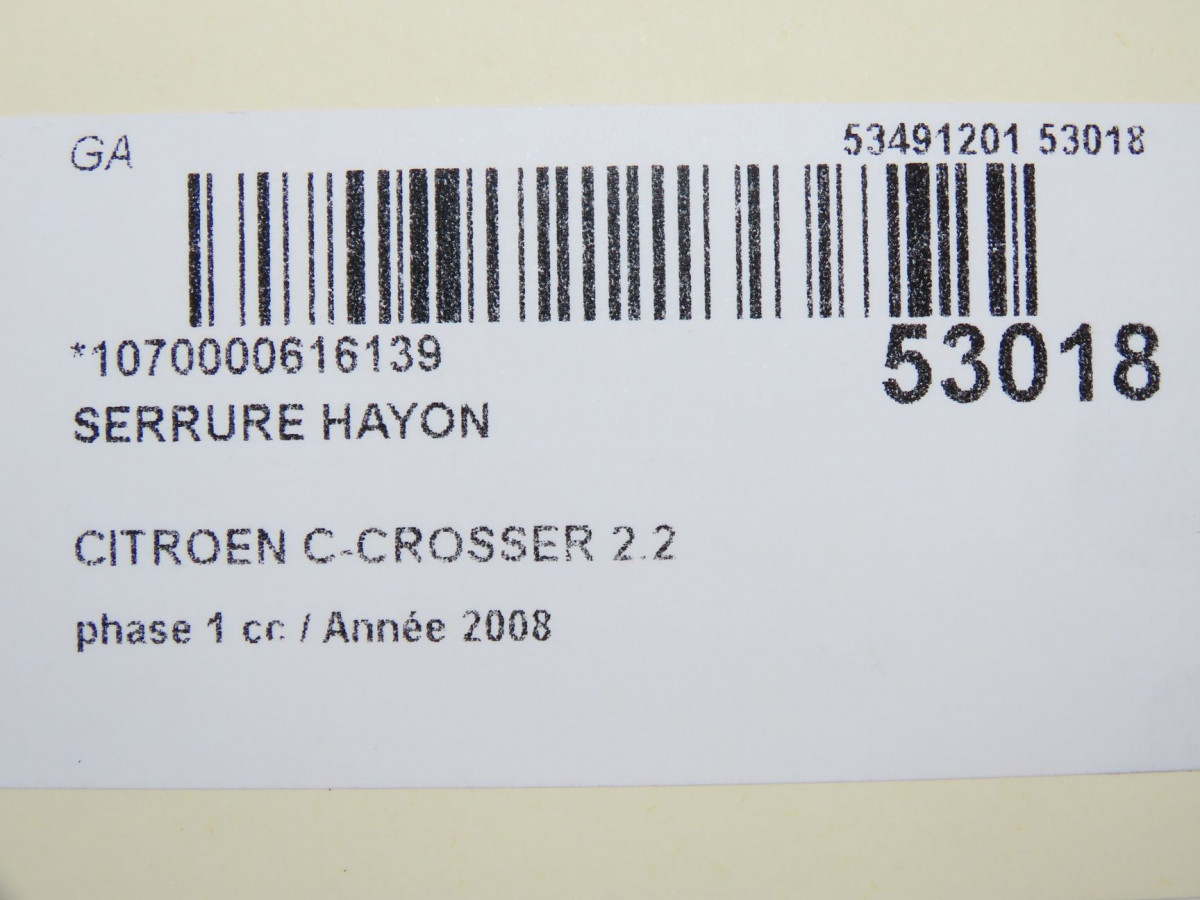 GA
53491201 53018
*1070000616139
53018
SERRURE HAYON
CITROEN C-CROSSER 2.2
phase 1 cc / Année 2008